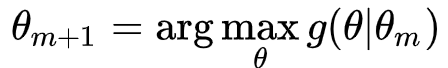 θ_{m+1} = arg max_θ g(θ|θ_m)